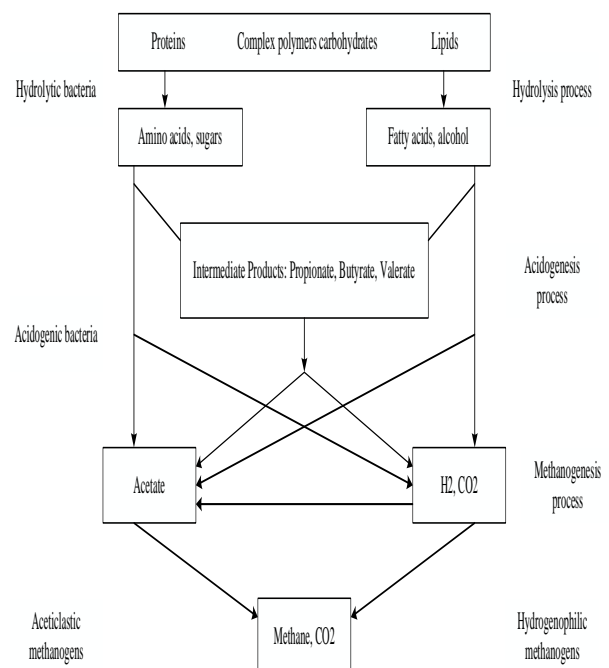 Proteins Complex polymers carbohydrates Lipids
Hydrolytic bacteria
Hydrolysis process
Amino acids, sugars
Fatty acids, alcohol
Intermediate Products: Propionate, Butyrate, Valerate
Acidogenesis
process
Acidogenic bacteria
Acetate
H2, CO2
Methanogenesis
process
Methane, CO2
Aceticlastic
methanogens
Hydrogenophilic
methanogens